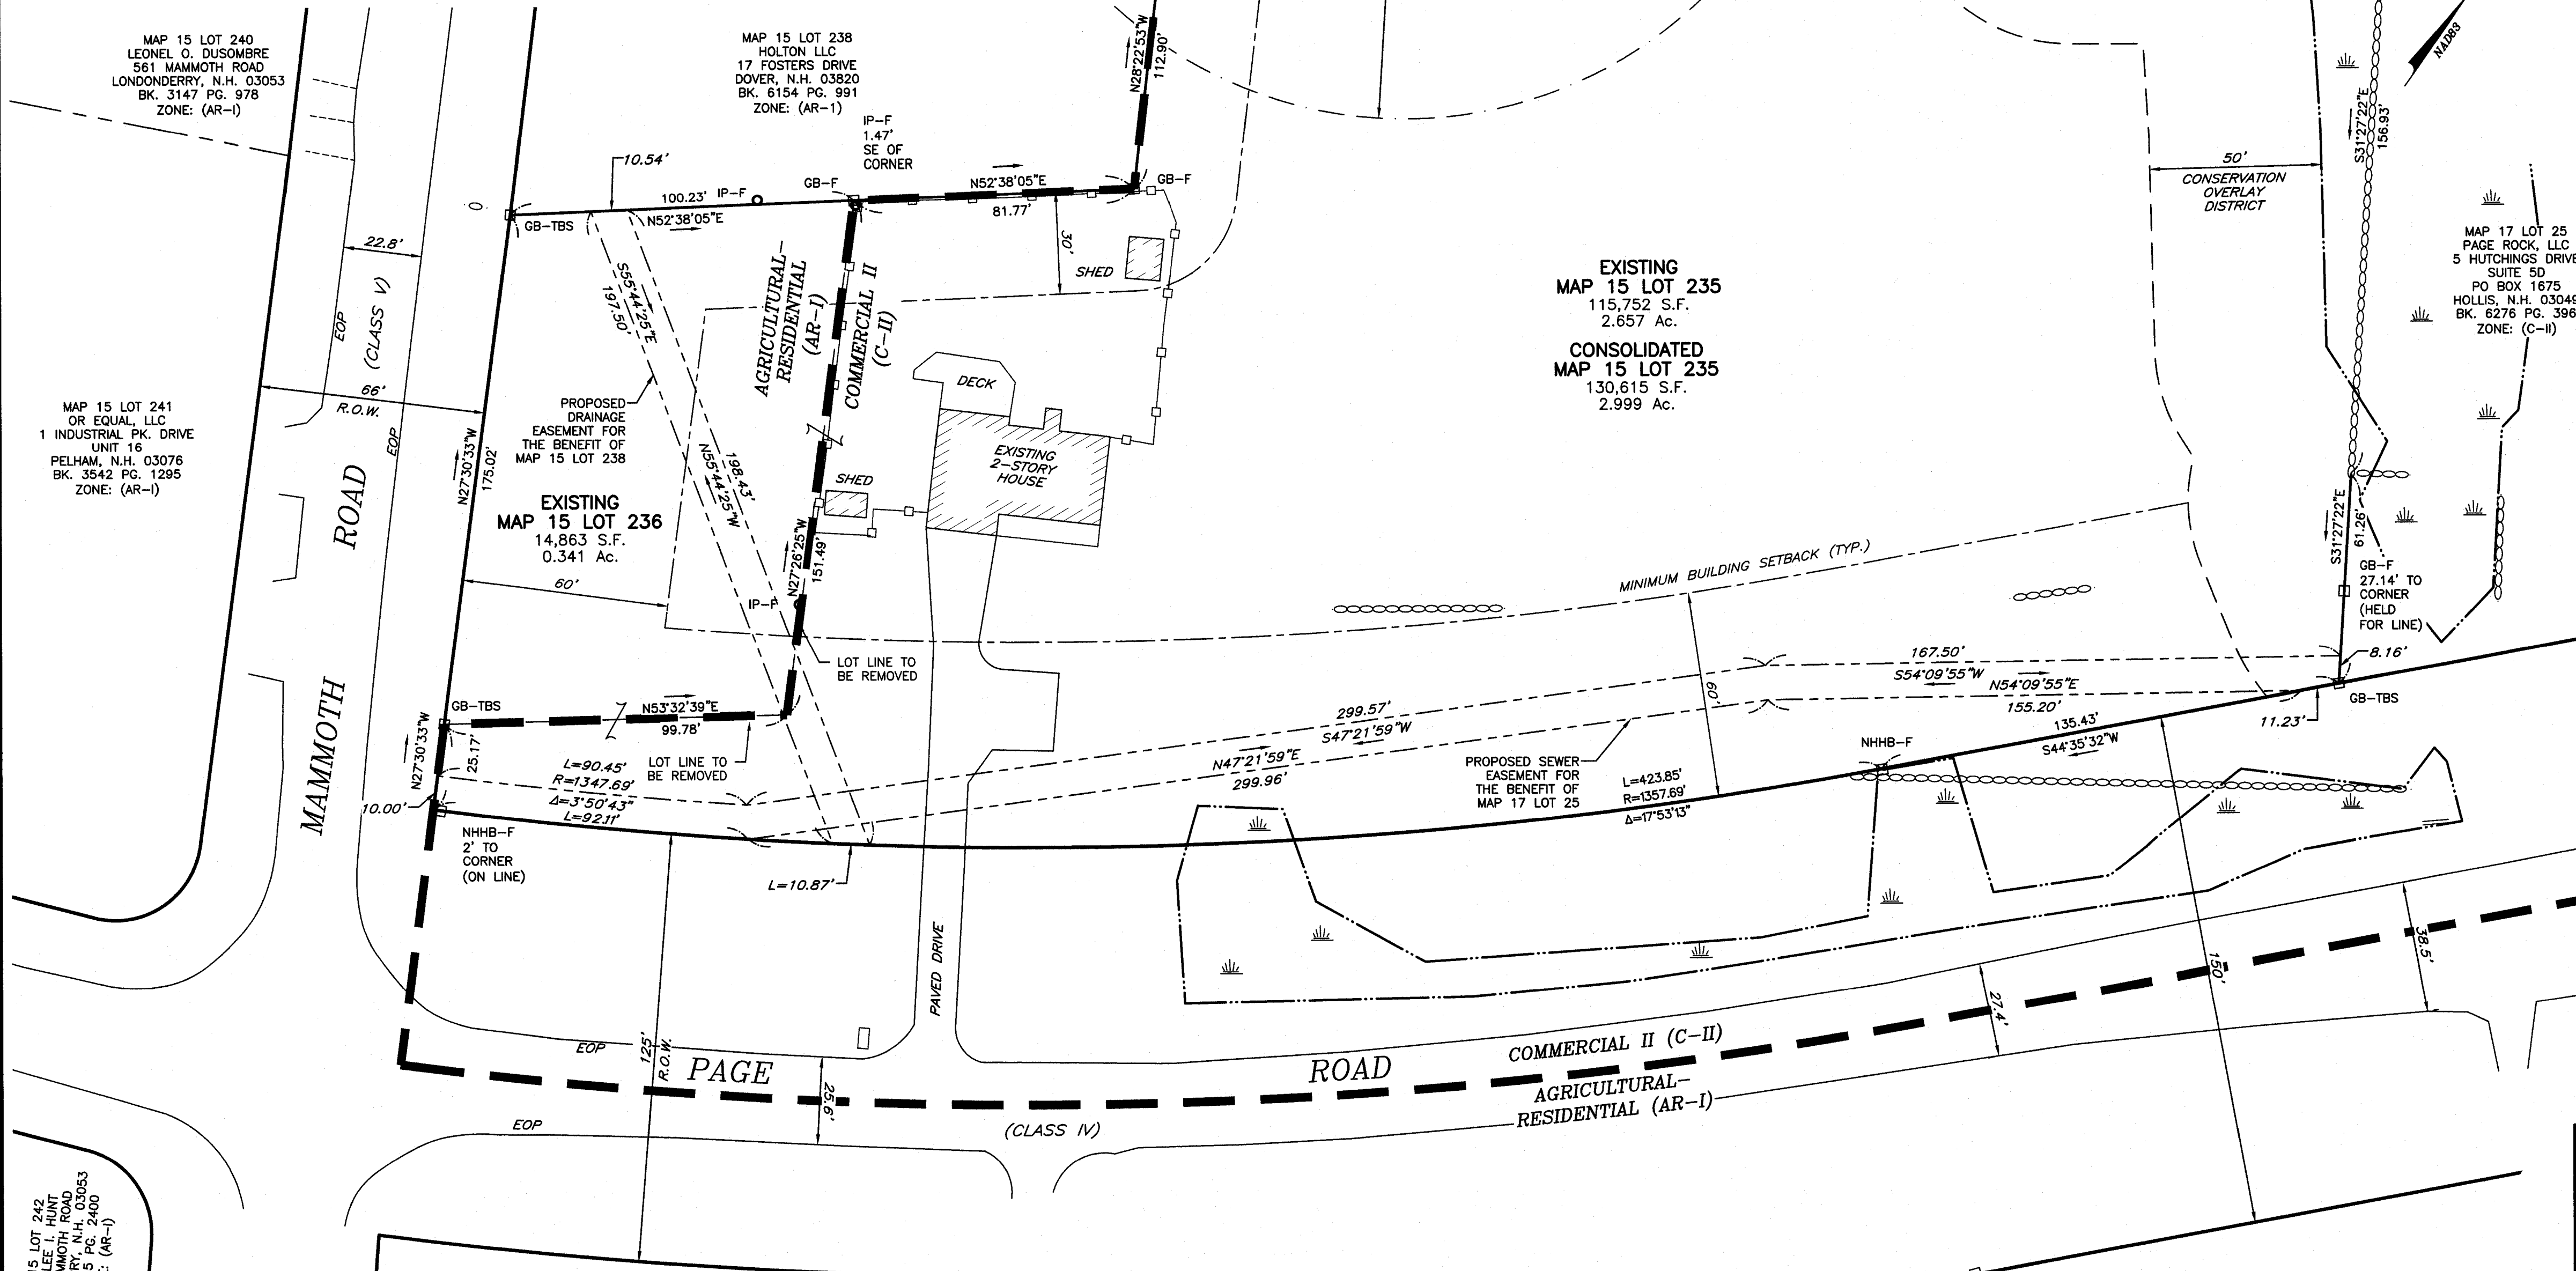 MAP 15 LOT 240
LEONEL O. DUSOMBRE
561 MAMMOTH ROAD
LONDONDERRY, N.H. 03053
BK. 3147 PG. 978
ZONE: (AR-I)
MAP 15 LOT 238
HOLTON LLC
17 FOSTERS DRIVE
DOVER, N.H. 03820
BK. 6154 PG. 991
ZONE: (AR-1)
IP-F
1.47'
SE OF
CORNER
N28°22'53"W
112.90'
NAD83
S31°27'22"E
156.93'
50'
CONSERVATION
OVERLAY
DISTRICT
MAP 17 LOT 25
PAGE ROCK, LLC
5 HUTCHINGS DRIVE
SUITE 5D
PO BOX 1675
HOLLIS, N.H. 03049
BK. 6276 PG. 396
ZONE: (C-II)
10.54'
100.23'
IP-F
GB-F
N52°38'05"E
GB-F
GB-TBS
N52°38'05"E
81.77'
22.8'
EOP
(CLASS V)
66'
R.O.W.
EOP
30'
SHED
S55°44'25"E
197.50'
AGRICULTURAL-
RESIDENTIAL
(AR-I)
COMMERCIAL II
(C-II)
EXISTING
MAP 15 LOT 235
115,752 S.F.
2.657 Ac.
CONSOLIDATED
MAP 15 LOT 235
130,615 S.F.
2.999 Ac.
MAP 15 LOT 241
OR EQUAL, LLC
1 INDUSTRIAL PK. DRIVE
UNIT 16
PELHAM, N.H. 03076
BK. 3542 PG. 1295
ZONE: (AR-I)
N27°30'33"W
175.02'
PROPOSED
DRAINAGE
EASEMENT FOR
THE BENEFIT OF
MAP 15 LOT 238
198.43'
N55°44'25"W
DECK
EXISTING
2-STORY
HOUSE
SHED
EXISTING
MAP 15 LOT 236
14,863 S.F.
0.341 Ac.
60'
IP-F
N27°26'25"W
151.49'
MAMMOTH ROAD
MINIMUM BUILDING SETBACK (TYP.)
S31°27'22"E
61.26'
GB-F
27.14' TO
CORNER
(HELD
FOR LINE)
LOT LINE TO
BE REMOVED
167.50'
S54°09'55"W
N54°09'55"E
155.20'
8.16'
GB-TBS
11.23'
GB-TBS
N53°32'39"E
99.78'
LOT LINE TO
BE REMOVED
N27°30'33"W
25.17'
10.00'
L=90.45'
R=1347.69'
Δ=3°50'43"
L=92.11'
299.57'
S47°21'59"W
N47°21'59"E
299.96'
60'
PROPOSED SEWER
EASEMENT FOR
THE BENEFIT OF
MAP 17 LOT 25
L=423.85'
R=1357.69'
Δ=17°53'13"
NHHB-F
135.43'
S44°35'32"W
NHHB-F
2' TO
CORNER
(ON LINE)
L=10.87'
PAVED DRIVE
150'
38.5'
27.4'
EOP
125'
R.O.W.
PAGE ROAD
25.6'
COMMERCIAL II (C-II)
AGRICULTURAL-
RESIDENTIAL (AR-I)
EOP
(CLASS IV)
15 LOT 242
LEE I. HUNT
MMOTH ROAD
RY, N.H. 03053
5 PG. 2400
(AR-I)